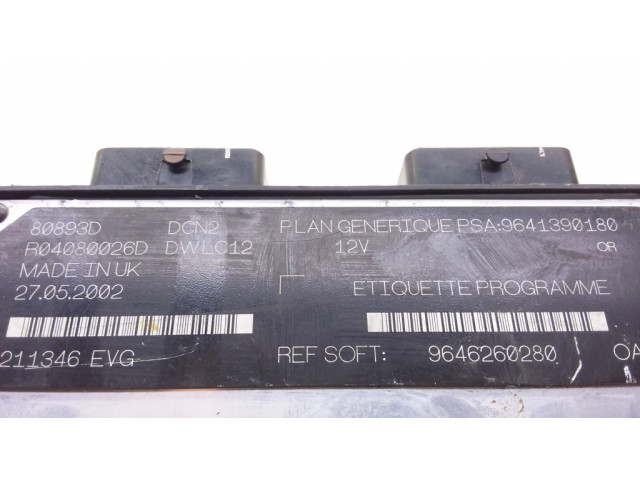 80893D DCN2 PLAN GENERIQUE PSA:9641390180
R04080026D DWLC12 12V OR
MADE IN UK
27.05.2002 ETIQUETTE PROGRAMME
211346 EVG REF SOFT: 9646260280 OA